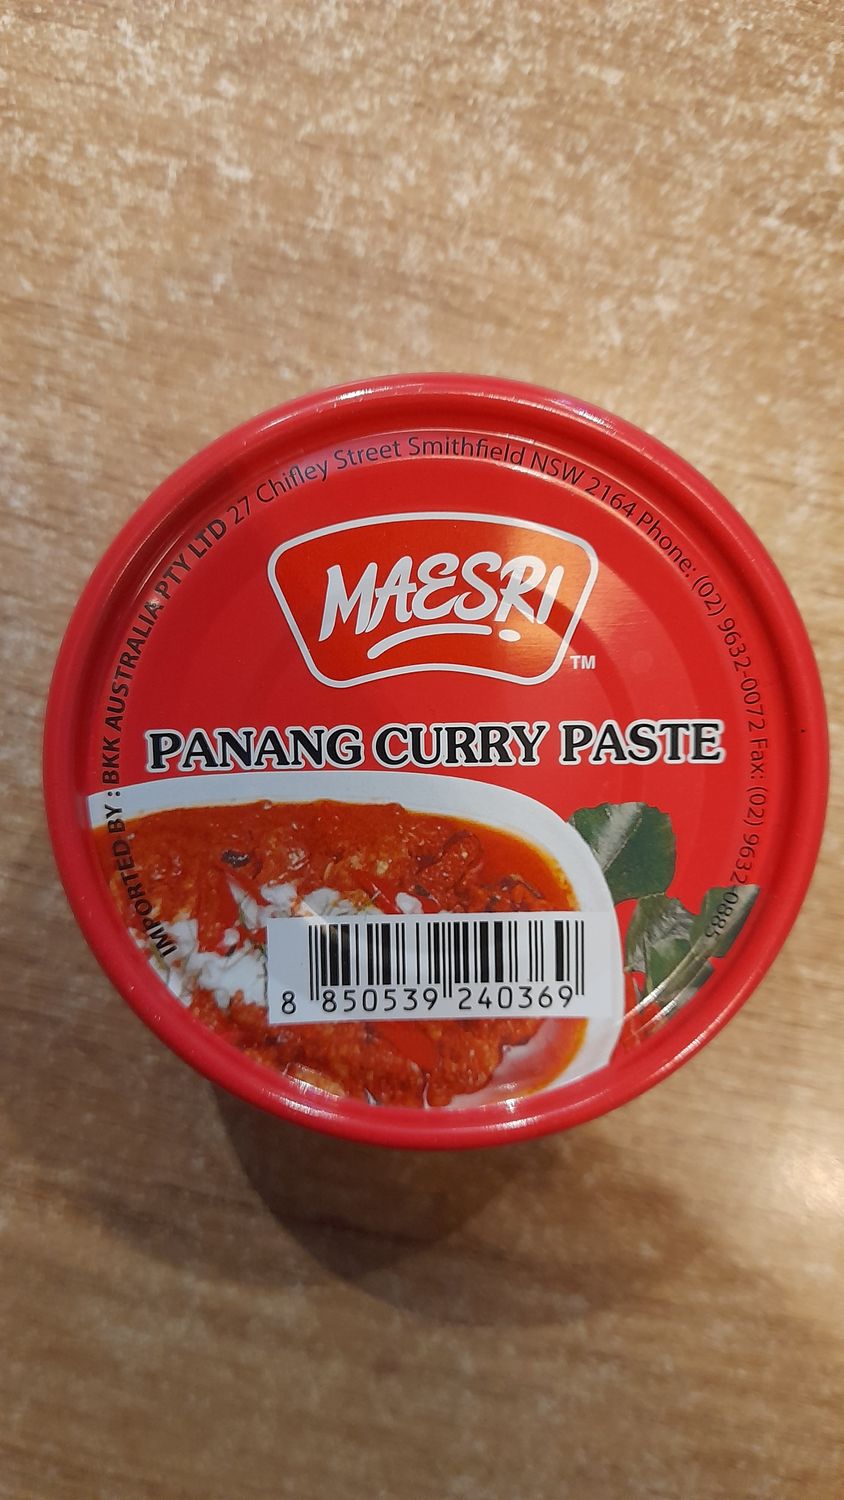 IMPORTED BY : BKK AUSTRALIA PTY LTD 27 Chifley Street Smithfield NSW 2164 Phone: (02) 9632-0072 Fax: (02) 9632-0885
MAESRI
TM
PANANG CURRY PASTE
8 850539 240369